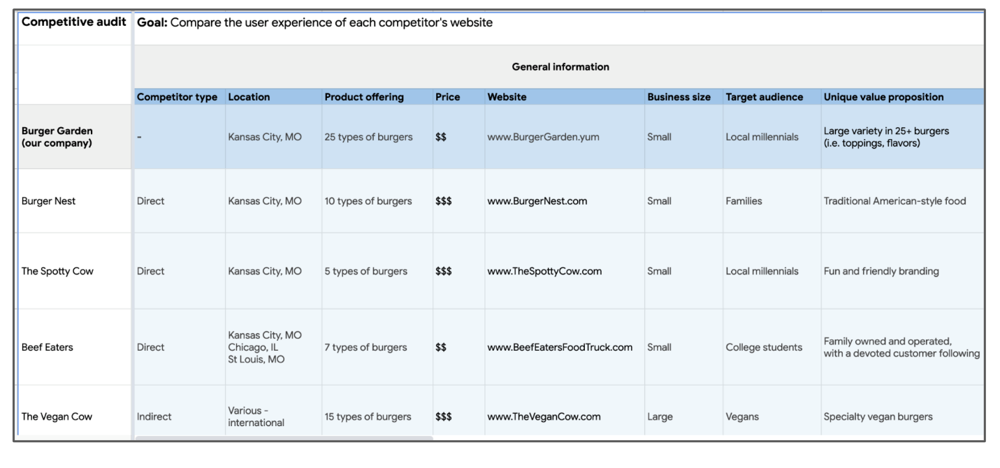 Competitive audit
Goal: Compare the user experience of each competitor's website
General information
Competitor type Location Product offering Price Website Business size Target audience Unique value proposition
Burger Garden
(our company)
- Kansas City, MO 25 types of burgers $$ www.BurgerGarden.yum Small Local millennials
Large variety in 25+ burgers
(i.e. toppings, flavors)
Burger Nest Direct Kansas City, MO 10 types of burgers $$$ www.BurgerNest.com Small Families Traditional American-style food
The Spotty Cow Direct Kansas City, MO 5 types of burgers $$$ www.TheSpottyCow.com Small Local millennials Fun and friendly branding
Beef Eaters Direct
Kansas City, MO
Chicago, IL
St Louis, MO
7 types of burgers $$ www.BeefEatersFoodTruck.com Small College students
Family owned and operated,
with a devoted customer following
The Vegan Cow Indirect
Various -
international
15 types of burgers $$$ www.TheVeganCow.com Large Vegans Specialty vegan burgers